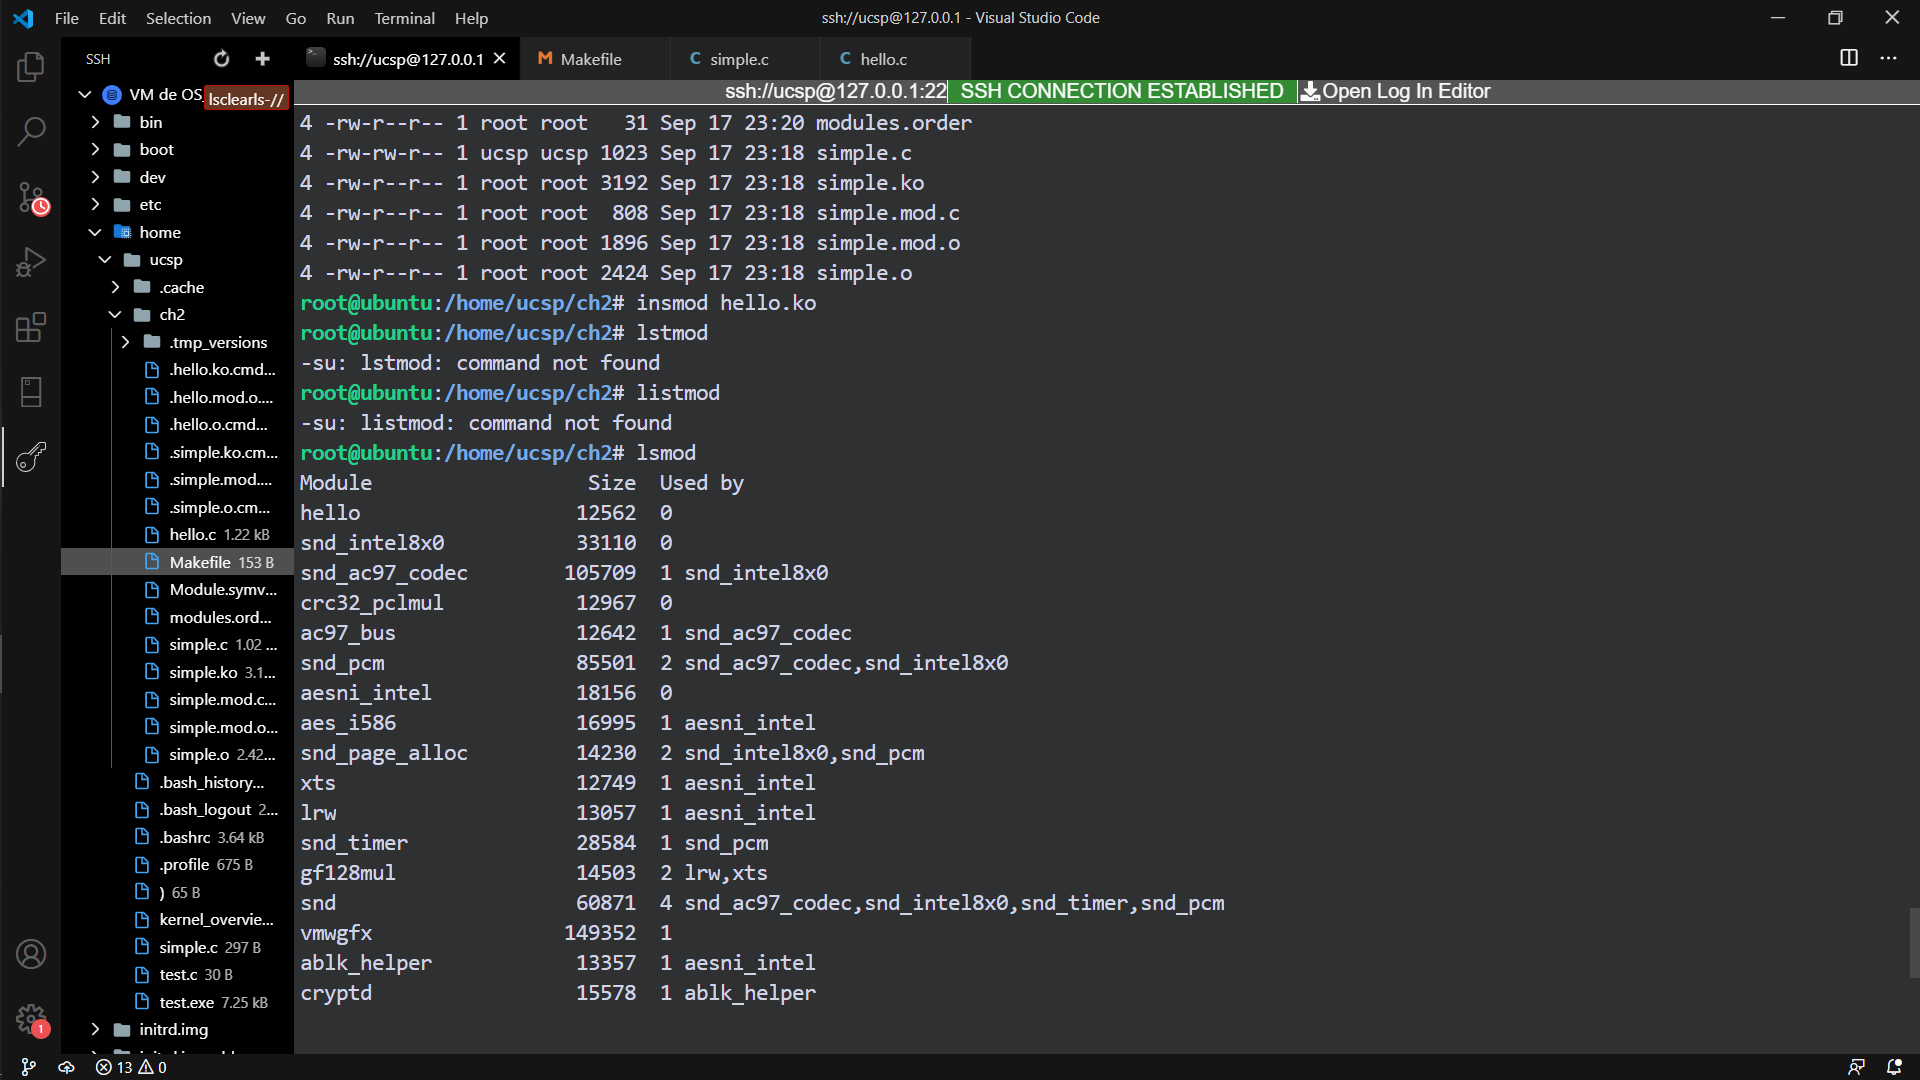 File Edit Selection View Go Run Terminal Help
ssh://ucsp@127.0.0.1 - Visual Studio Code
SSH
ssh://ucsp@127.0.0.1
M Makefile
C simple.c
C hello.c
ssh://ucsp@127.0.0.1:22 SSH CONNECTION ESTABLISHED Open Log In Editor
VM de OS
lsclearls-//
bin
boot
dev
etc
home
ucsp
.cache
ch2
.tmp_versions
.hello.ko.cmd...
.hello.mod.o....
.hello.o.cmd...
.simple.ko.cm...
.simple.mod....
.simple.o.cm...
hello.c 1.22 kB
Makefile 153 B
Module.symv...
modules.ord...
simple.c 1.02 ...
simple.ko 3.1...
simple.mod.c...
simple.mod.o...
simple.o 2.42...
.bash_history...
.bash_logout 2...
.bashrc 3.64 kB
.profile 675 B
) 65 B
kernel_overvie...
simple.c 297 B
test.c 30 B
test.exe 7.25 kB
initrd.img
4 -rw-r--r-- 1 root root   31 Sep 17 23:20 modules.order
4 -rw-rw-r-- 1 ucsp ucsp 1023 Sep 17 23:18 simple.c
4 -rw-r--r-- 1 root root 3192 Sep 17 23:18 simple.ko
4 -rw-r--r-- 1 root root  808 Sep 17 23:18 simple.mod.c
4 -rw-r--r-- 1 root root 1896 Sep 17 23:18 simple.mod.o
4 -rw-r--r-- 1 root root 2424 Sep 17 23:18 simple.o
root@ubuntu:/home/ucsp/ch2# insmod hello.ko
root@ubuntu:/home/ucsp/ch2# lstmod
-su: lstmod: command not found
root@ubuntu:/home/ucsp/ch2# listmod
-su: listmod: command not found
root@ubuntu:/home/ucsp/ch2# lsmod
Module                  Size  Used by
hello                  12562  0
snd_intel8x0           33110  0
snd_ac97_codec        105709  1 snd_intel8x0
crc32_pclmul           12967  0
ac97_bus               12642  1 snd_ac97_codec
snd_pcm                85501  2 snd_ac97_codec,snd_intel8x0
aesni_intel            18156  0
aes_i586               16995  1 aesni_intel
snd_page_alloc         14230  2 snd_intel8x0,snd_pcm
xts                    12749  1 aesni_intel
lrw                    13057  1 aesni_intel
snd_timer              28584  1 snd_pcm
gf128mul               14503  2 lrw,xts
snd                    60871  4 snd_ac97_codec,snd_intel8x0,snd_timer,snd_pcm
vmwgfx                149352  1
ablk_helper            13357  1 aesni_intel
cryptd                 15578  1 ablk_helper
1
13 0